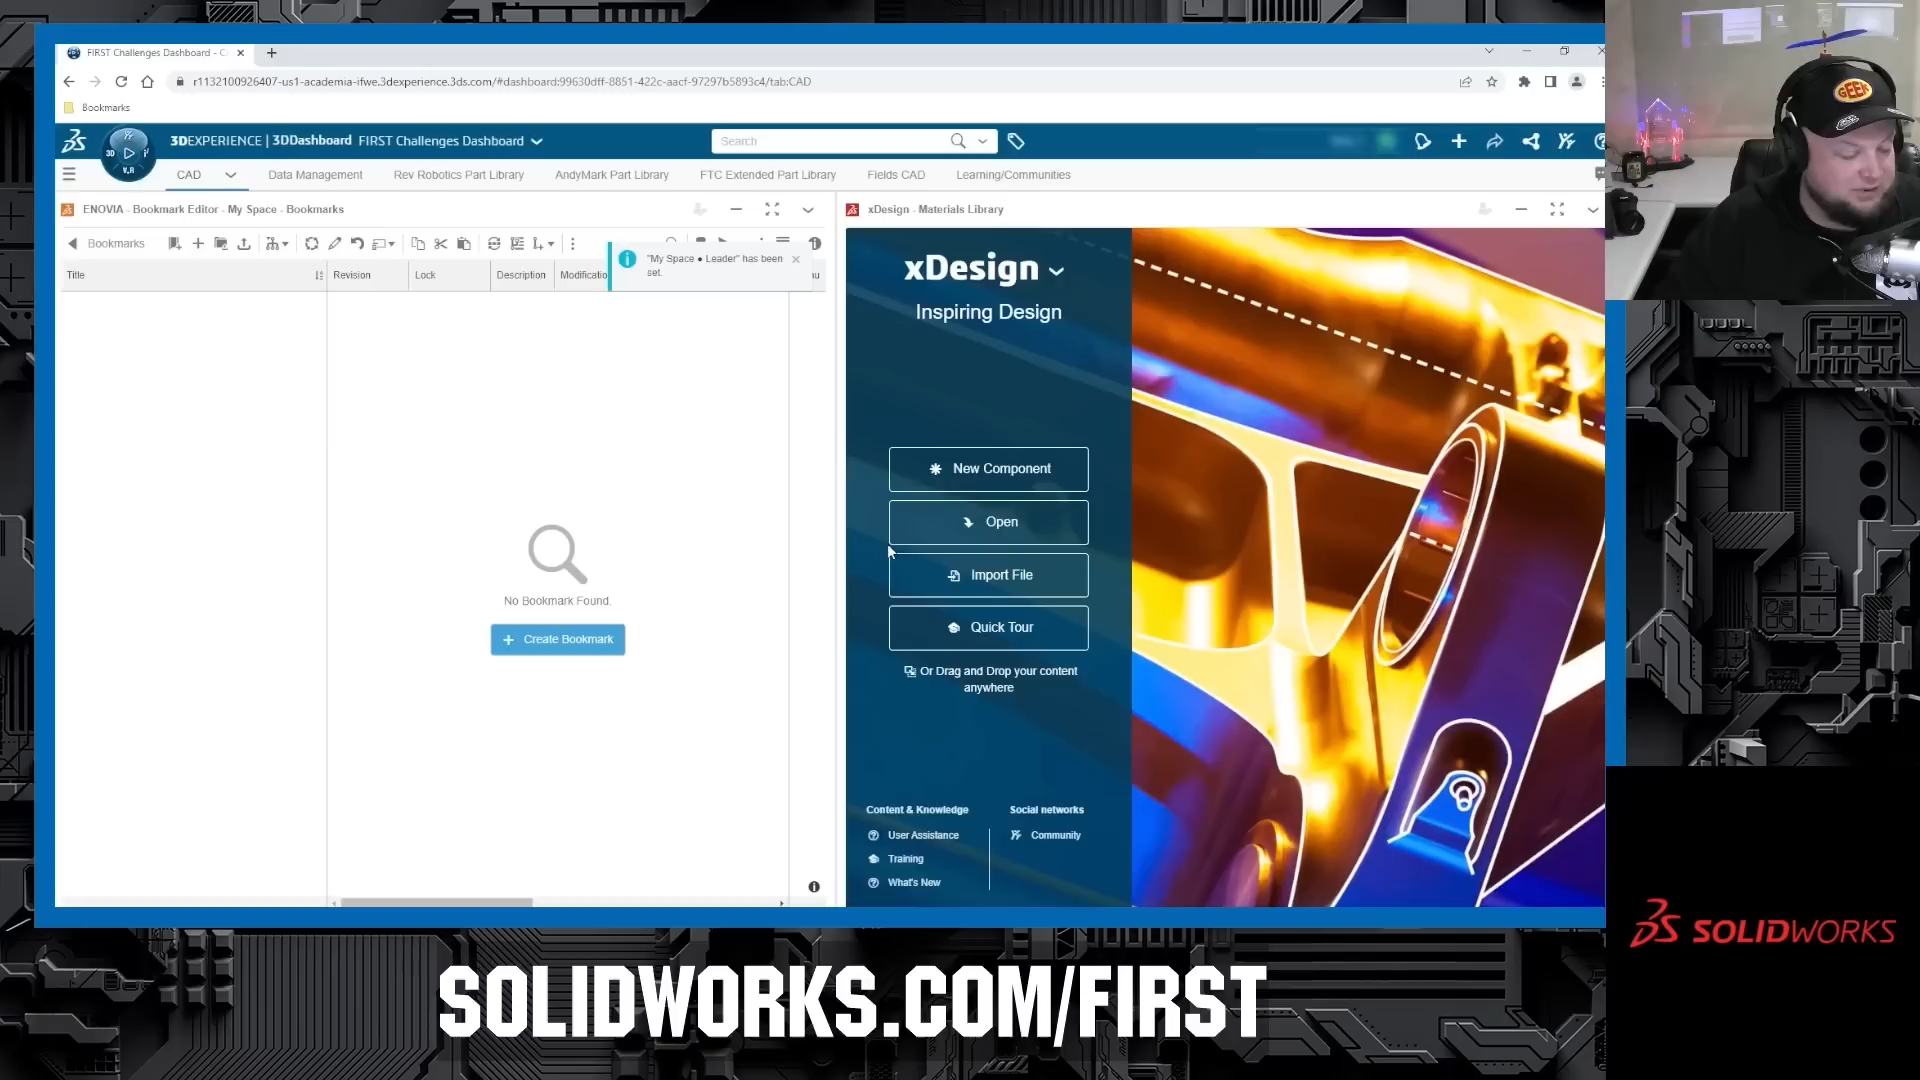 FIRST Challenges Dashboard - C
r1132100926407-us1-academia-ifwe.3dexperience.3ds.com/#dashboard:99630dff-8851-422c-aacf-97297b5893c4/tab:CAD
Bookmarks
3D V.R
3DEXPERIENCE | 3DDashboard FIRST Challenges Dashboard
Search
CAD Data Management Rev Robotics Part Library AndyMark Part Library FTC Extended Part Library Fields CAD Learning/Communities
ENOVIA - Bookmark Editor - My Space - Bookmarks
xDesign - Materials Library
Bookmarks
Title Revision Lock Description Modificatio
"My Space ● Leader" has been
set.
No Bookmark Found.
Create Bookmark
xDesign
Inspiring Design
New Component
Open
Import File
Quick Tour
Or Drag and Drop your content
anywhere
Content & Knowledge Social networks
User Assistance Community
Training
What's New
GEEK
SOLIDWORKS
SOLIDWORKS.COM/FIRST